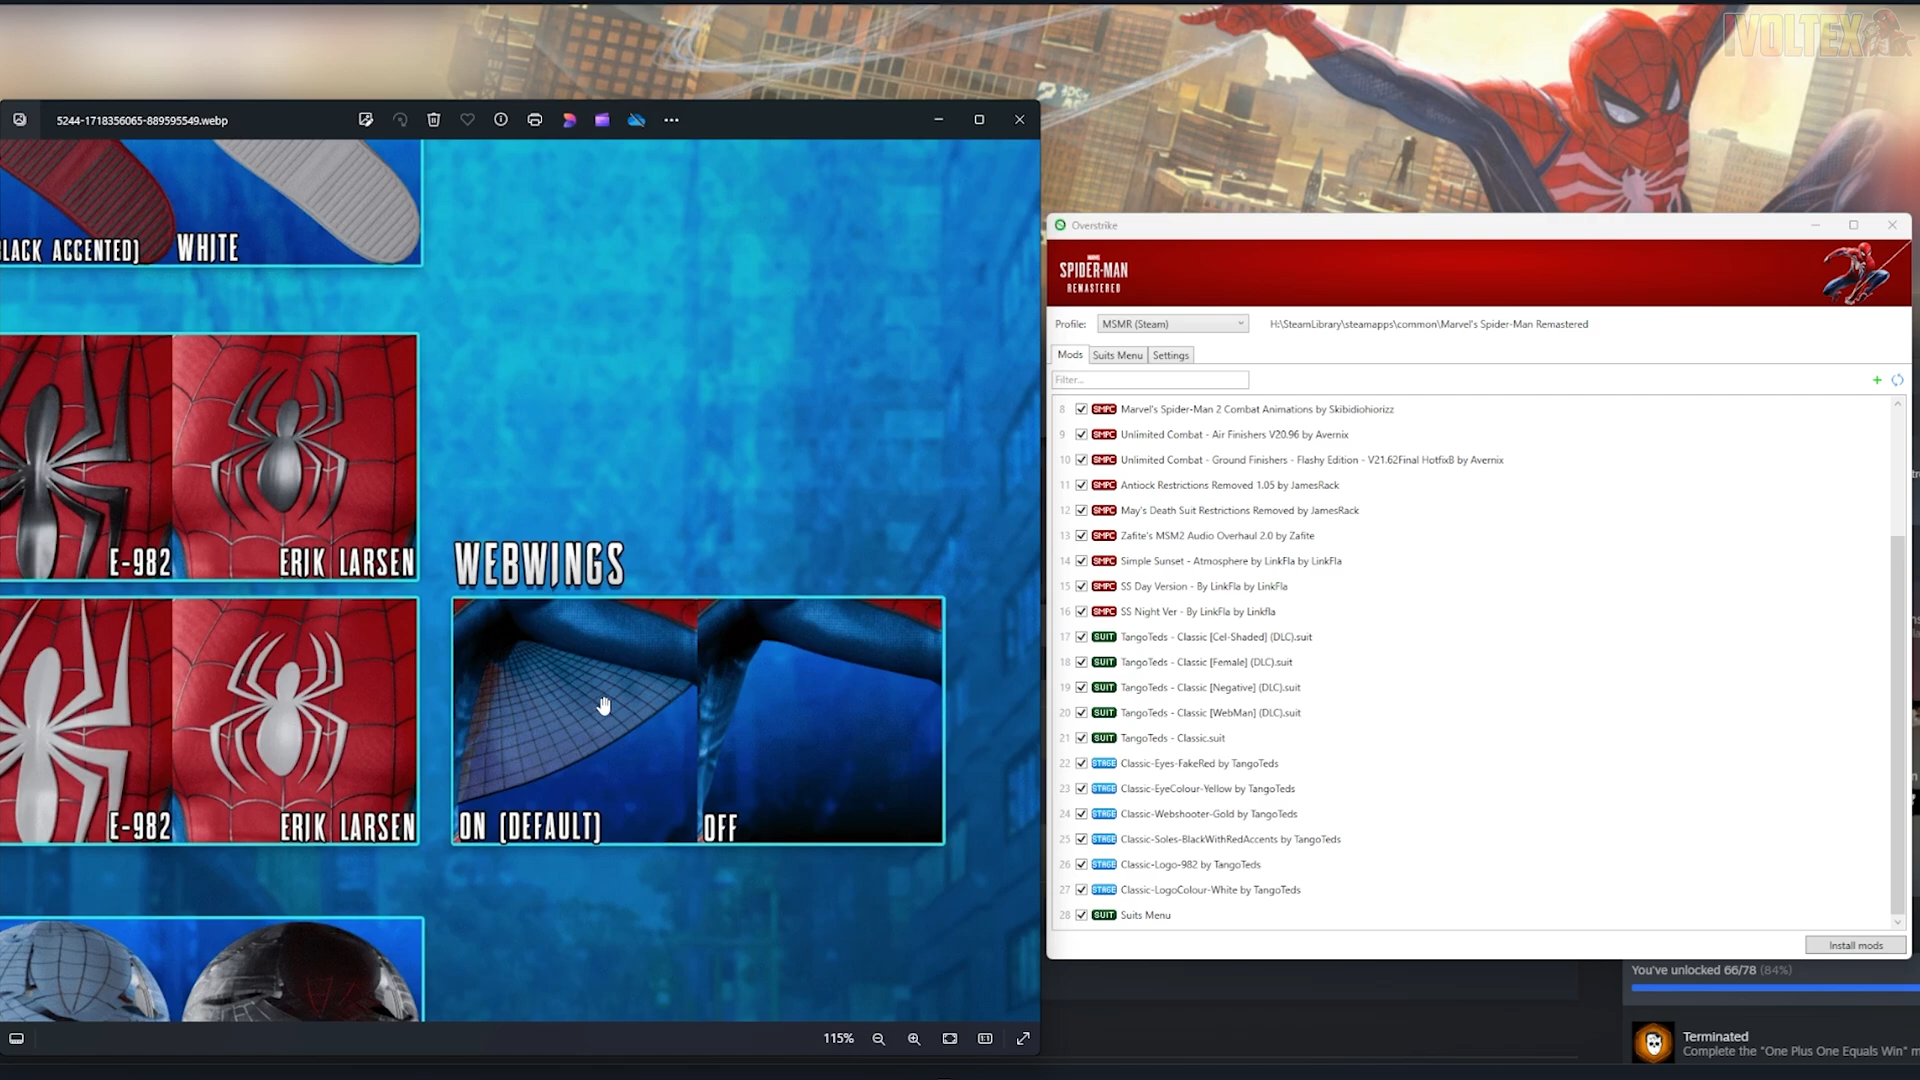 IVOLTEX
5244-1718356065-889595549.webp
LACK ACCENTED)
WHITE
E-982
ERIK LARSEN
WEBWINGS
E-982
ERIK LARSEN
ON (DEFAULT)
OFF
115%
Overstrike
MARVEL
SPIDER-MAN
REMASTERED
Profile:
MSMR (Steam)
H:\SteamLibrary\steamapps\common\Marvel's Spider-Man Remastered
Mods
Suits Menu
Settings
Filter...
8 SMPC Marvel's Spider-Man 2 Combat Animations by Skibidiohiorizz
9 SMPC Unlimited Combat - Air Finishers V20.96 by Avernix
10 SMPC Unlimited Combat - Ground Finishers - Flashy Edition - V21.62Final HotfixB by Avernix
11 SMPC Antiock Restrictions Removed 1.05 by JamesRack
12 SMPC May's Death Suit Restrictions Removed by JamesRack
13 SMPC Zafite's MSM2 Audio Overhaul 2.0 by Zafite
14 SMPC Simple Sunset - Atmosphere by LinkFla by LinkFla
15 SMPC SS Day Version - By LinkFla by LinkFla
16 SMPC SS Night Ver - By LinkFla by Linkfla
17 SUIT TangoTeds - Classic [Cel-Shaded] (DLC).suit
18 SUIT TangoTeds - Classic [Female] (DLC).suit
19 SUIT TangoTeds - Classic [Negative] (DLC).suit
20 SUIT TangoTeds - Classic [WebMan] (DLC).suit
21 SUIT TangoTeds - Classic.suit
22 STAGE Classic-Eyes-FakeRed by TangoTeds
23 STAGE Classic-EyeColour-Yellow by TangoTeds
24 STAGE Classic-Webshooter-Gold by TangoTeds
25 STAGE Classic-Soles-BlackWithRedAccents by TangoTeds
26 STAGE Classic-Logo-982 by TangoTeds
27 STAGE Classic-LogoColour-White by TangoTeds
28 SUIT Suits Menu
Install mods
You've unlocked 66/78 (84%)
Terminated
Complete the "One Plus One Equals Win" m